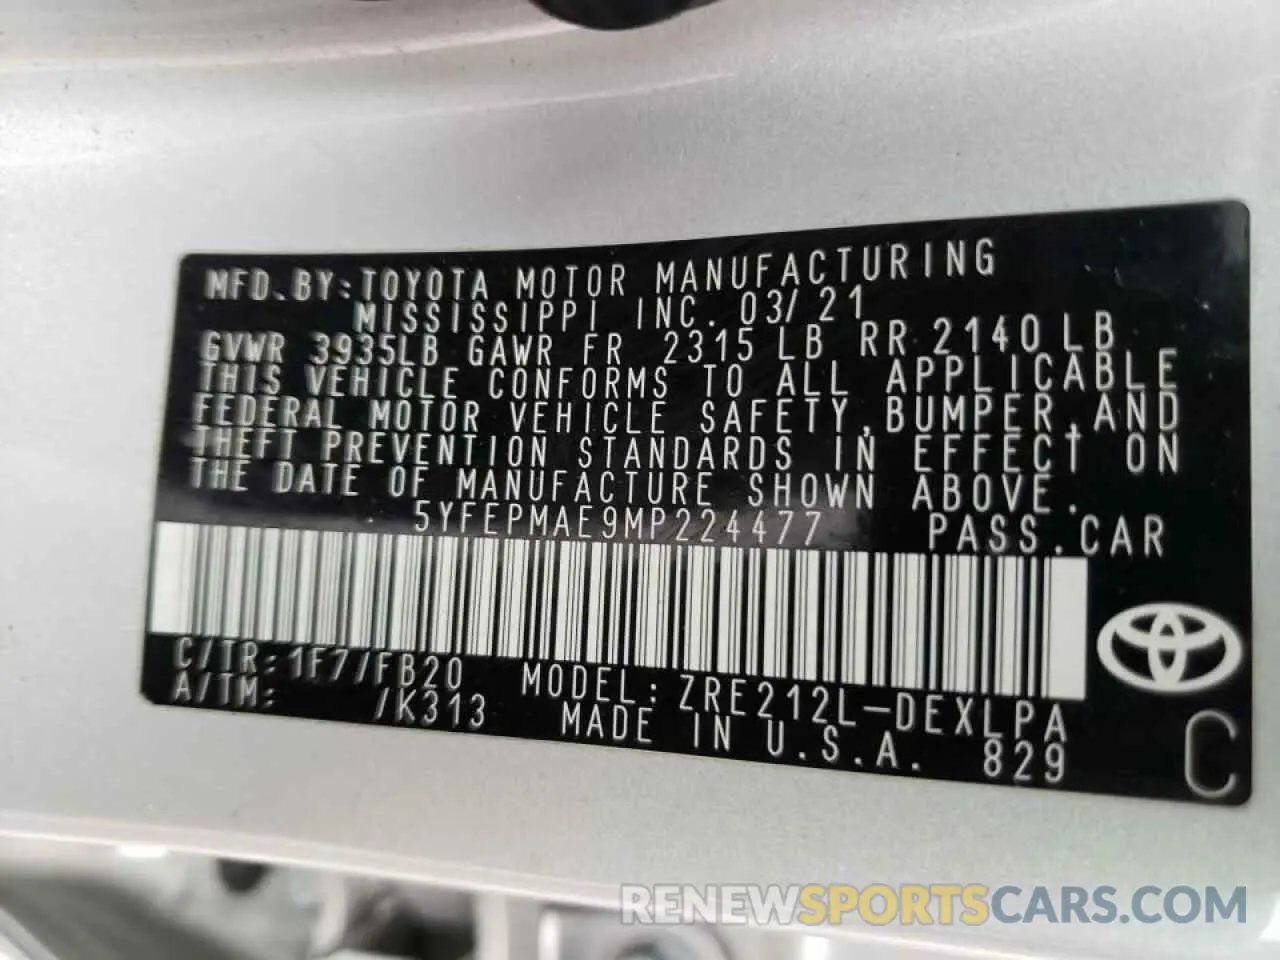 MFD.BY:TOYOTA MOTOR MANUFACTURING
MISSISSIPPI INC. 03/21
GVWR 3935LB GAWR FR 2315 LB RR 2140 LB
THIS VEHICLE CONFORMS TO ALL APPLICABLE
FEDERAL MOTOR VEHICLE SAFETY,BUMPER,AND
THEFT PREVENTION STANDARDS IN EFFECT ON
THE DATE OF MANUFACTURE SHOWN ABOVE.
5YFEPMAE9MP224477 PASS.CAR
C/TR:1F7/FB20 MODEL:ZRE212L-DEXLPA
A/TM: /K313 MADE IN U.S.A. 829
C
RENEWSPORTSCARS.COM